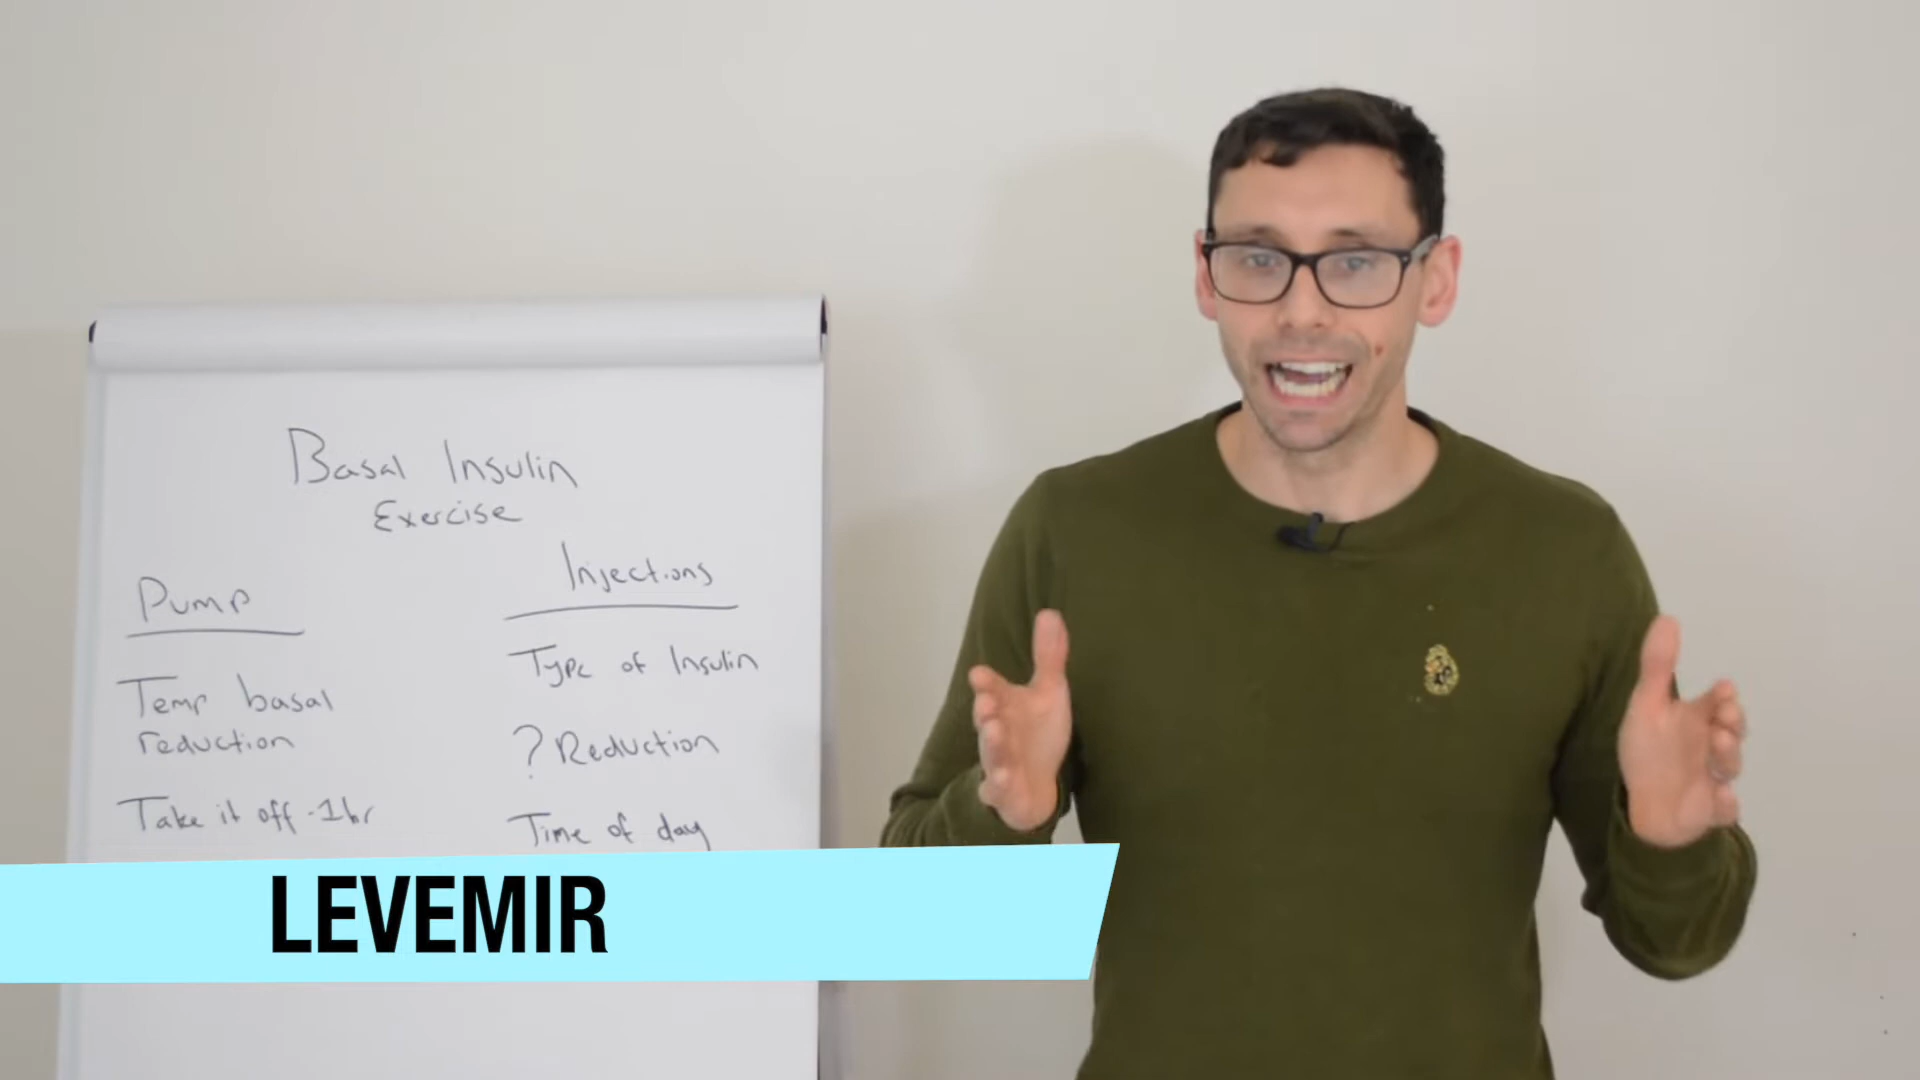 Basal Insulin
Exercise
Pump
Temp basal
reduction
Take it off -1hr
Injections
Type of Insulin
? Reduction
Time of day
LEVEMIR